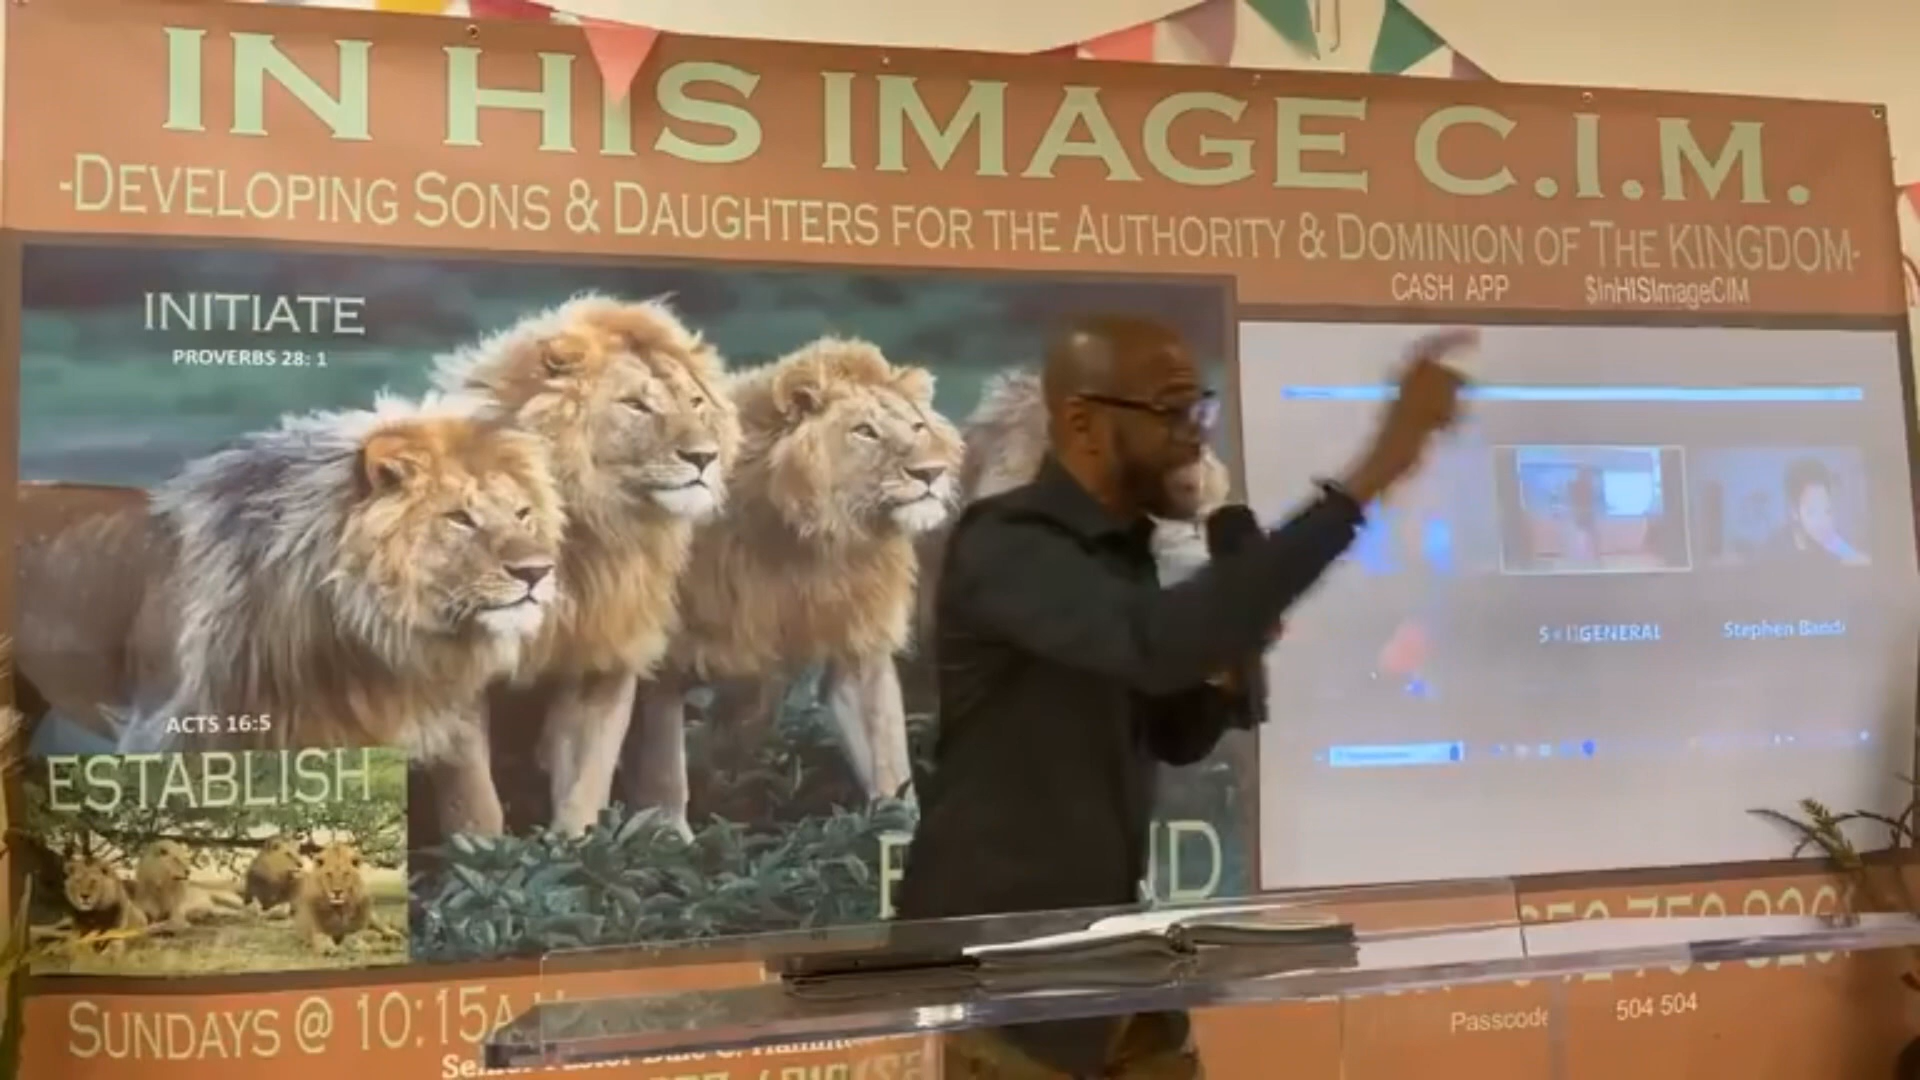 IN HIS IMAGE C.I.M.
-DEVELOPING SONS & DAUGHTERS FOR THE AUTHORITY & DOMINION OF THE KINGDOM-
CASH APP $InHISImageCIM
INITIATE
PROVERBS 28: 1
GENERAL
Stephen
ACTS 16:5
ESTABLISH
SUNDAYS @ 10:15A
Passcode 504 504